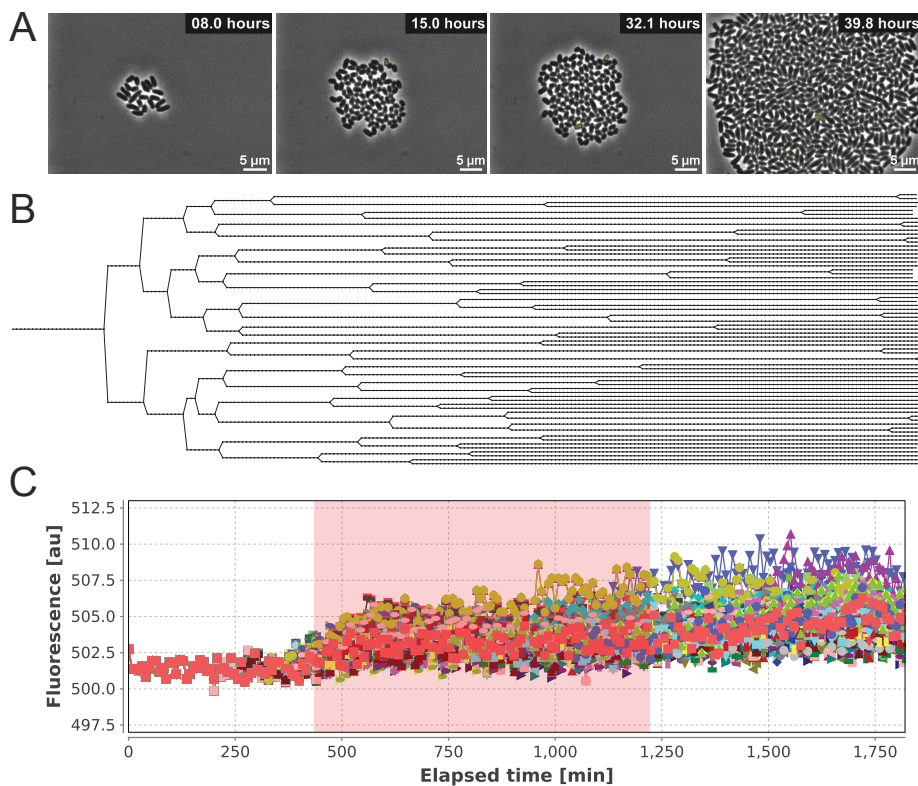 A
08.0 hours
15.0 hours
32.1 hours
39.8 hours
5 µm
5 µm
5 µm
5 µm
B
C
Fluorescence [au]
512.5
510.0
507.5
505.0
502.5
500.0
497.5
0
250
500
750
1,000
1,250
1,500
1,750
Elapsed time [min]